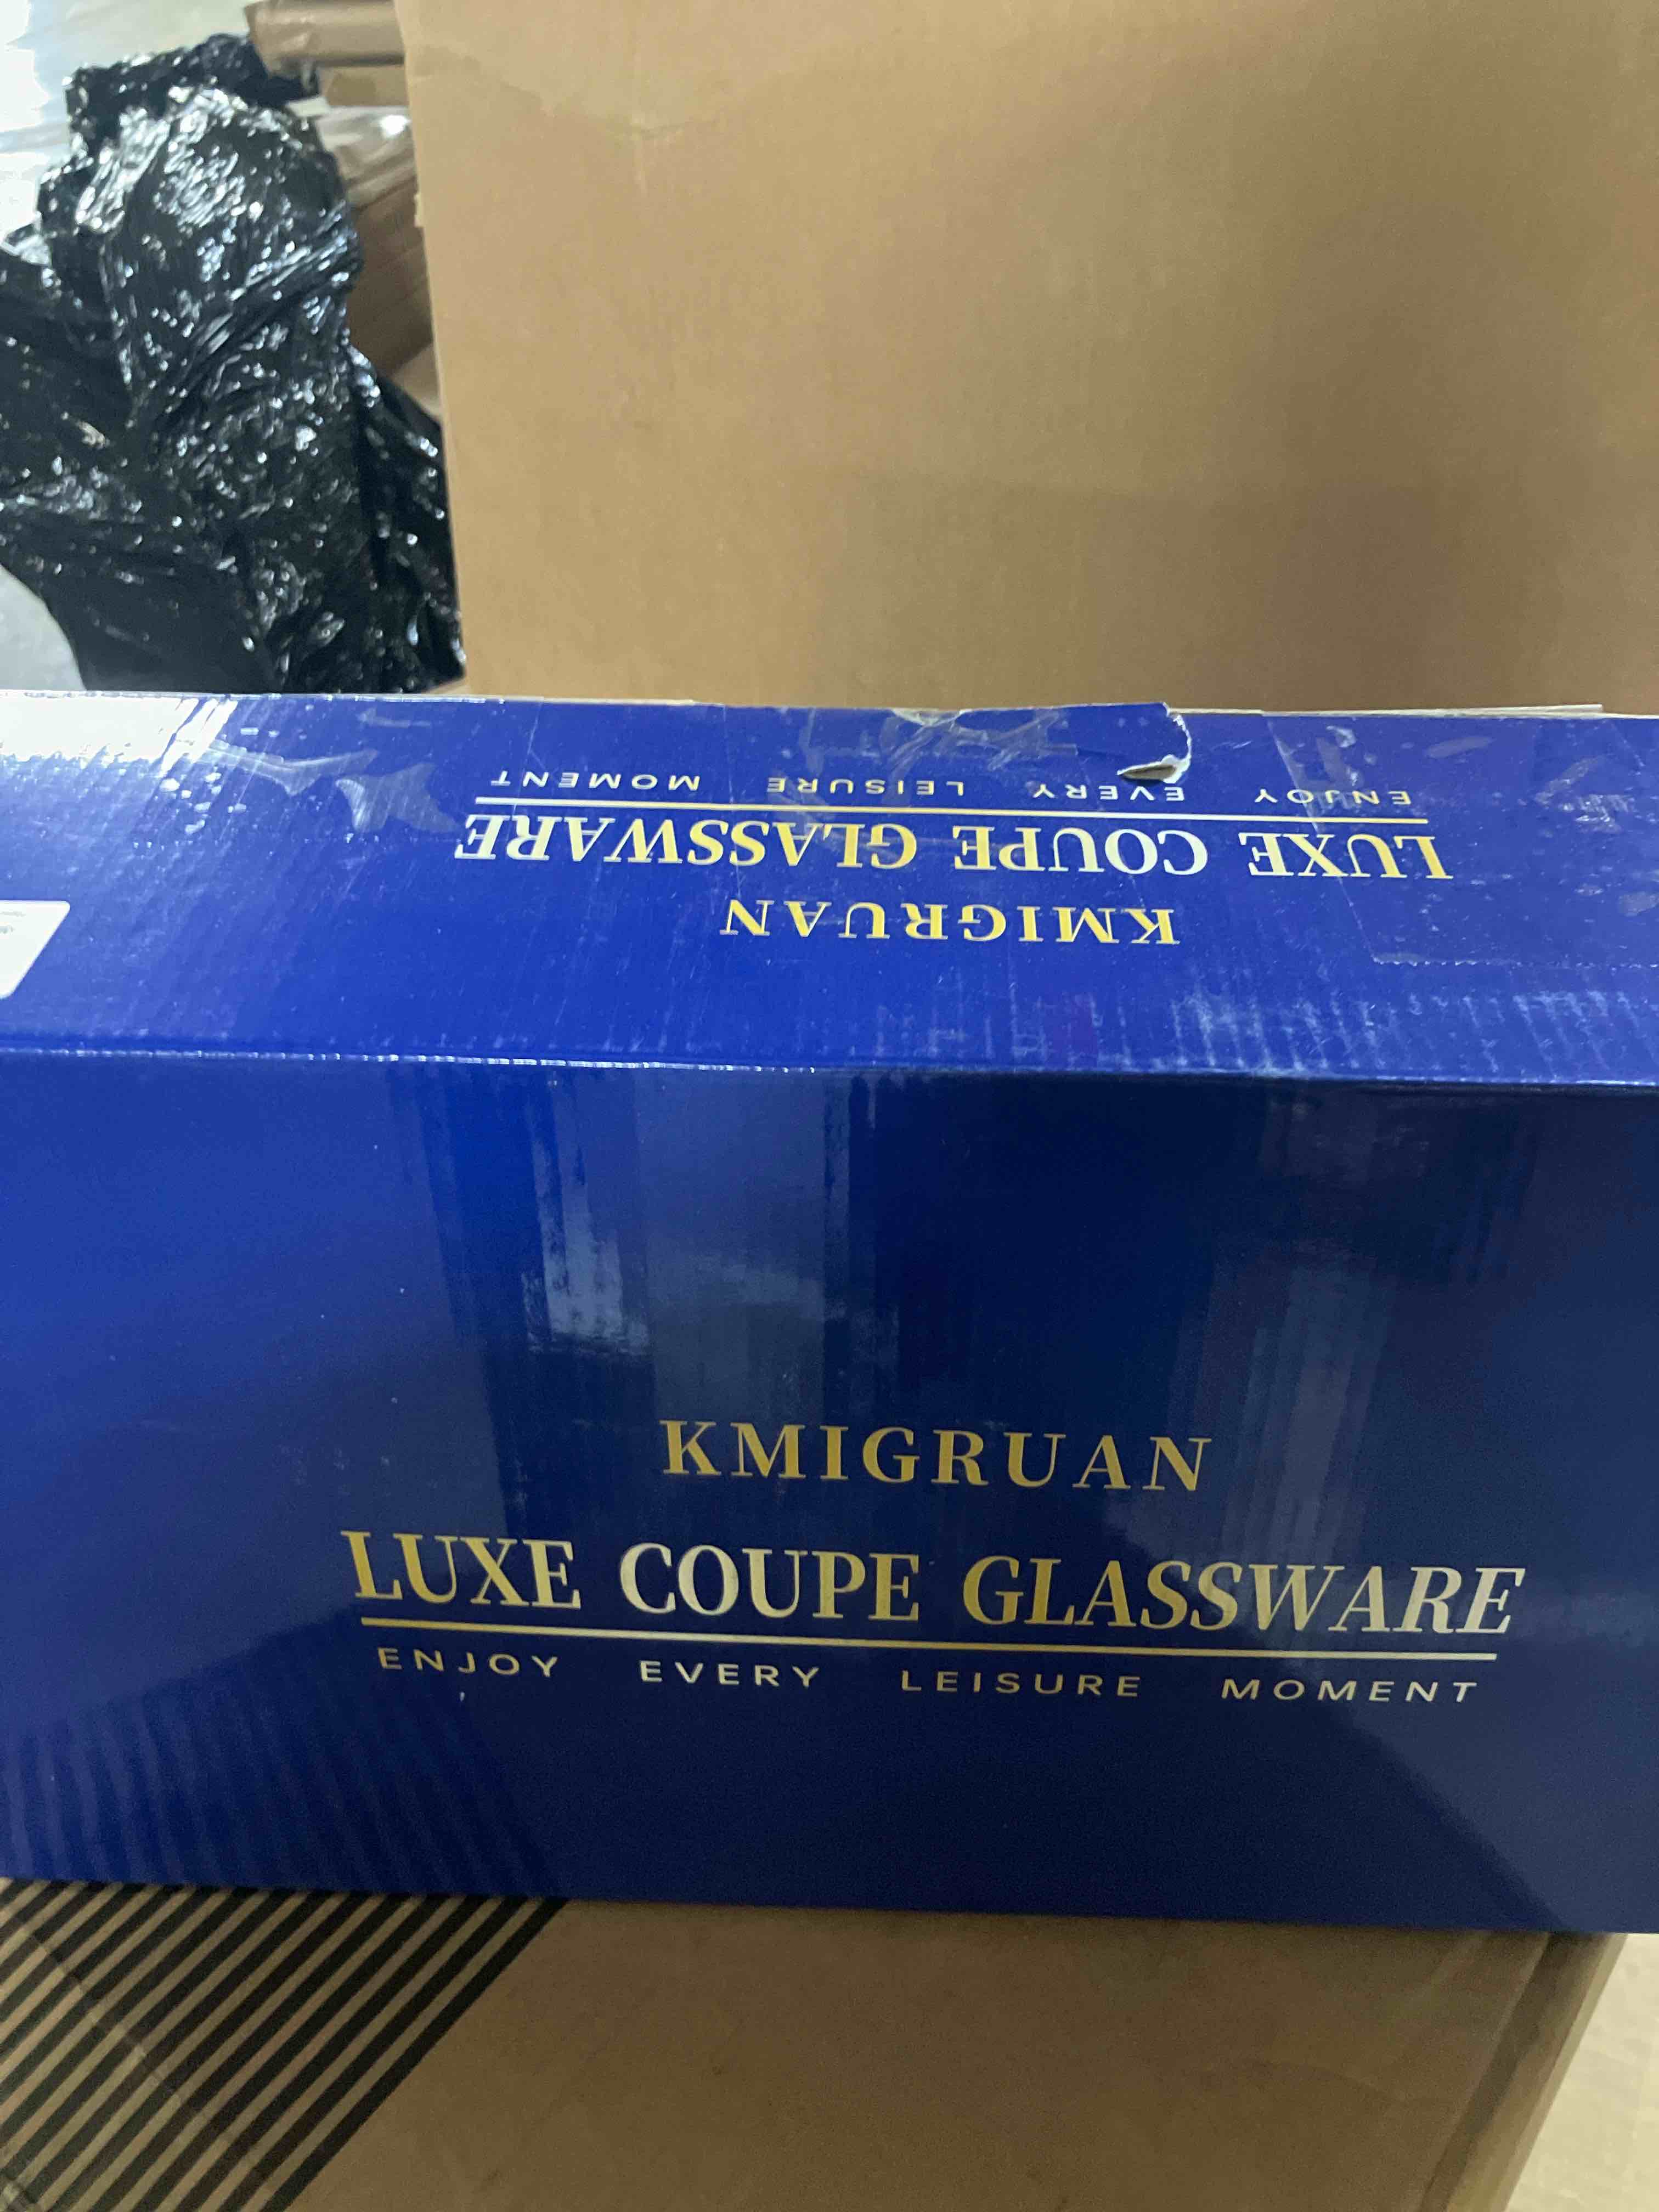 ENJOY EVERY LEISURE MOMENT
LUXE COUPE GLASSWARE
KMIGRUAN
KMIGRUAN
LUXE COUPE GLASSWARE
ENJOY EVERY LEISURE MOMENT